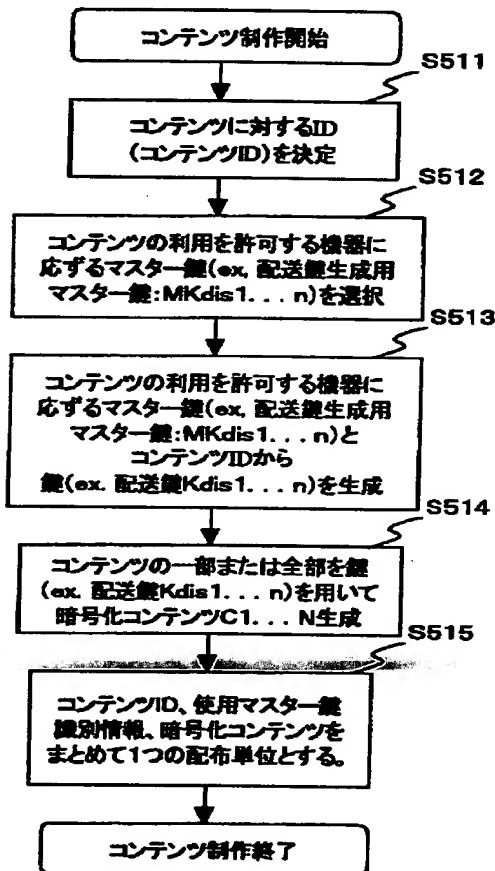 コンテンツ制作開始
S511
コンテンツに対するID
(コンテンツID)を決定
S512
コンテンツの利用を許可する機器に
応ずるマスター鍵(ex, 配送鍵生成用
マスター鍵:MKdis1. . . n)を選択
S513
コンテンツの利用を許可する機器に
応ずるマスター鍵(ex, 配送鍵生成用
マスター鍵:MKdis1. . . n)と
コンテンツIDから
鍵(ex. 配送鍵Kdis1. . . n)を生成
S514
コンテンツの一部または全部を鍵
(ex. 配送鍵Kdis1. . . n)を用いて
暗号化コンテンツC1. . . N生成
S515
コンテンツID、使用マスター鍵
識別情報、暗号化コンテンツを
まとめて1つの配布単位とする。
コンテンツ制作終了